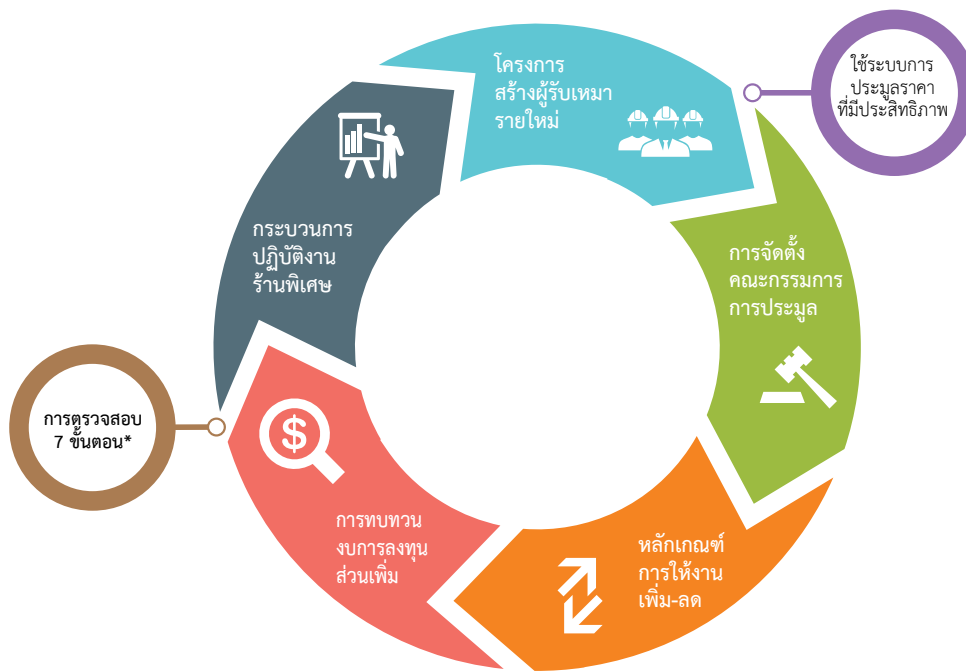 โครงการ
สร้างผู้รับเหมา
รายใหม่
ใช้ระบบการ
ประมูลราคา
ที่มีประสิทธิภาพ
การจัดตั้ง
คณะกรรมการ
การประมูล
หลักเกณฑ์
การให้งาน
เพิ่ม-ลด
การทบทวน
งบการลงทุน
ส่วนเพิ่ม
$
การตรวจสอบ
7 ขั้นตอน*
กระบวนการ
ปฏิบัติงาน
ร้านพิเศษ